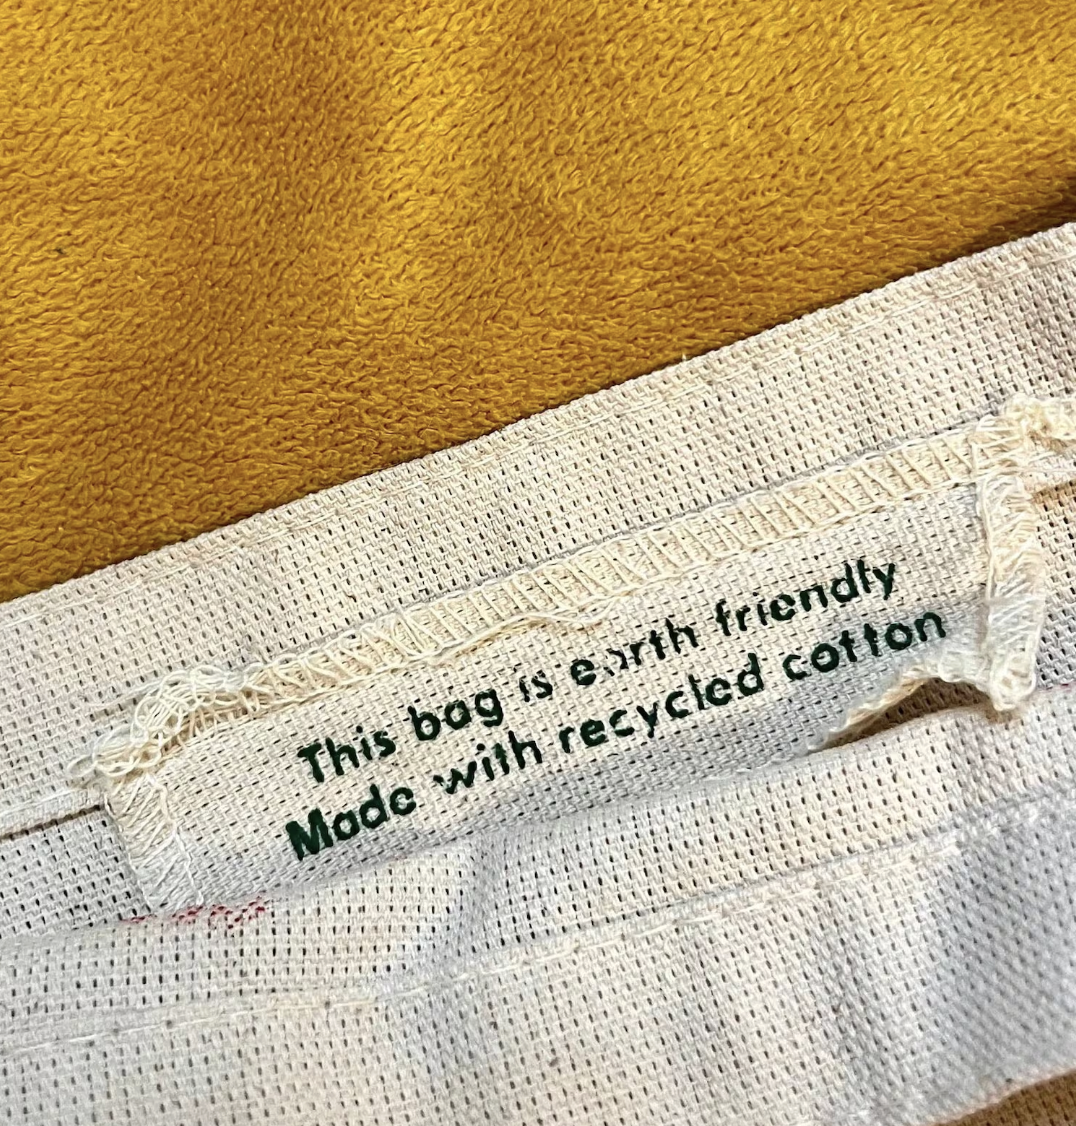 This bag is earth friendly
Made with recycled cotton